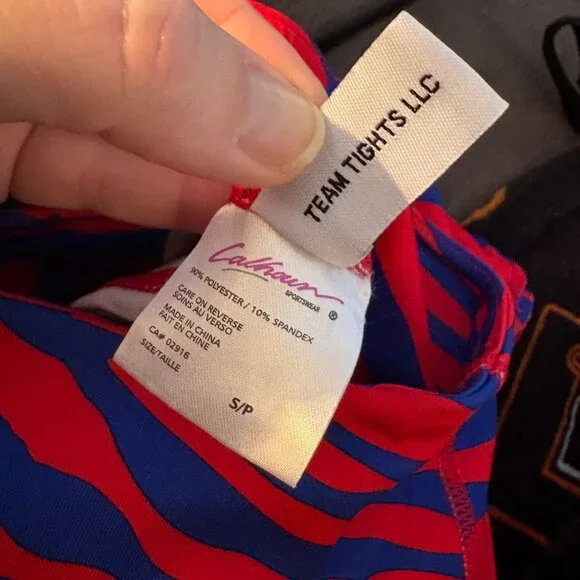 TEAM TIGHTS LLC
Calhoun
SPORTSWEAR ®
90% POLYESTER / 10% SPANDEX
CARE ON REVERSE
SOINS AU VERSO
MADE IN CHINA
FAIT EN CHINE
CA# 02916
SIZE/TAILLE
S/P